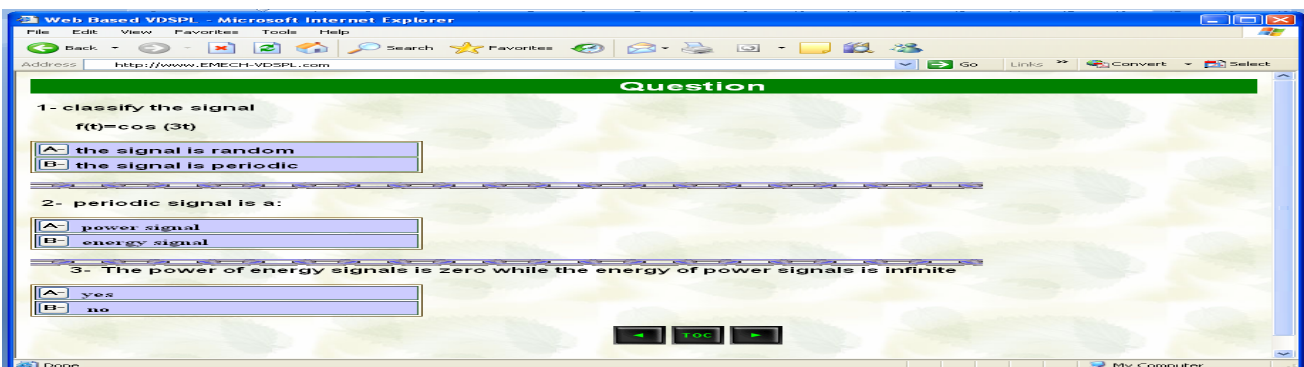 Web Based VDSPL - Microsoft Internet Explorer
File Edit View Favorites Tools Help
Back Search Favorites
Address http://www.EMECH-VDSPL.com Go Links » Convert Select
Question
1- classify the signal
f(t)=cos (3t)
A- the signal is random
B- the signal is periodic
2- periodic signal is a:
A- power signal
B- energy signal
3- The power of energy signals is zero while the energy of power signals is infinite
A- yes
B- no
TOC
Done My Computer